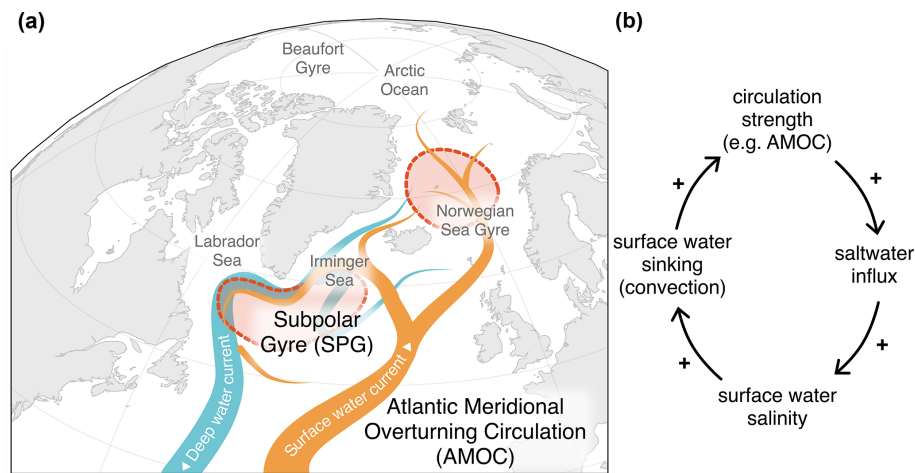 (a)
Beaufort
Gyre
Arctic
Ocean
Norwegian
Sea Gyre
Labrador
Sea
Irminger
Sea
Subpolar
Gyre (SPG)
◀ Deep water current
Surface water current ▶
Atlantic Meridional
Overturning Circulation
(AMOC)
(b)
circulation
strength
(e.g. AMOC)
+
+
surface water
sinking
(convection)
saltwater
influx
+
+
surface water
salinity